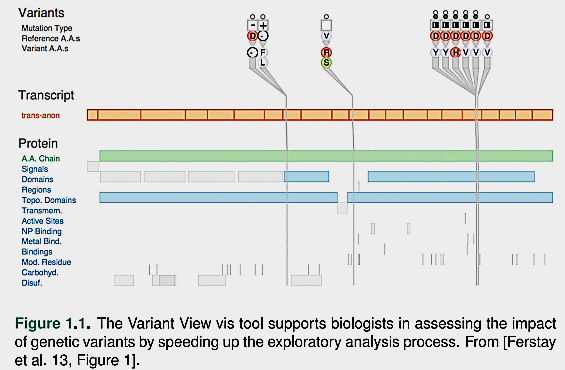 Variants
Mutation Type
Reference A.A.s
Variant A.A.s
- +
D -
- F
L
V
R
S
D D D D D D
Y Y H V V V
Transcript
trans-anon
Protein
A.A. Chain
Signals
Domains
Regions
Topo. Domains
Transmem.
Active Sites
NP Binding
Metal Bind.
Bindings
Mod. Residue
Carbohyd.
Disuf.
Figure 1.1. The Variant View vis tool supports biologists in assessing the impact
of genetic variants by speeding up the exploratory analysis process. From [Ferstay
et al. 13, Figure 1].